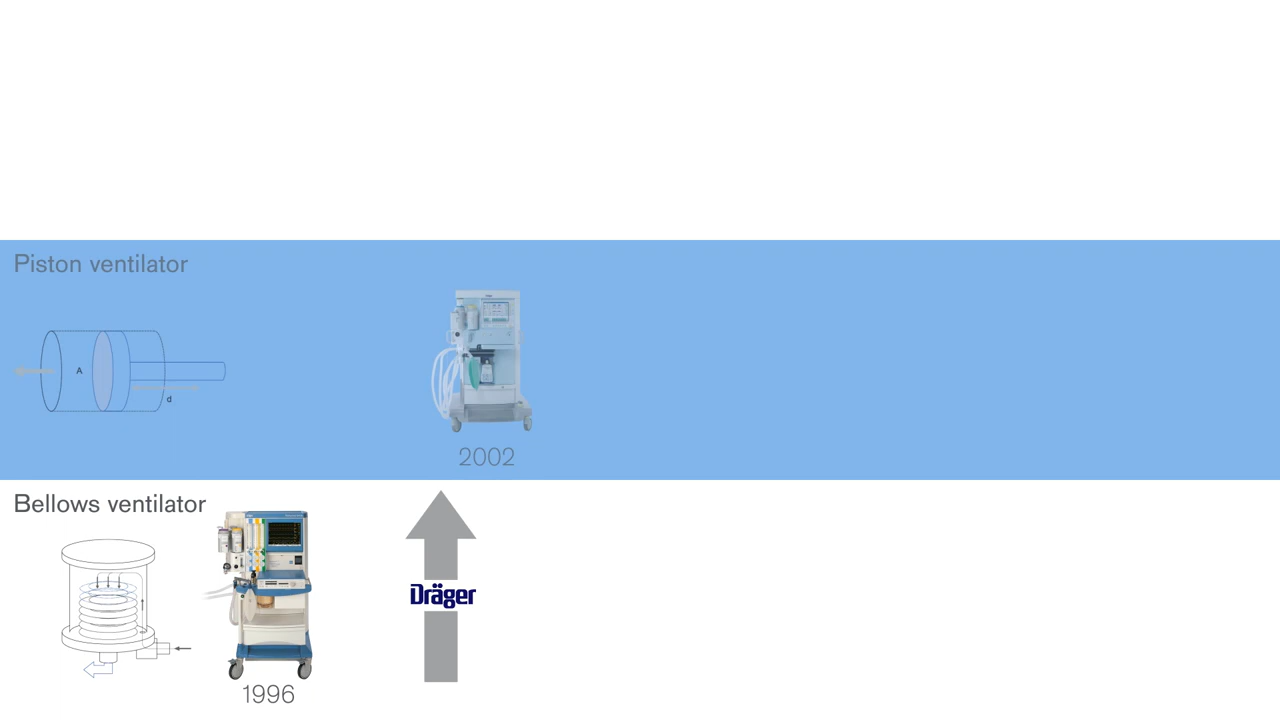 Piston ventilator
A
d
2002
Bellows ventilator
Dräger
1996